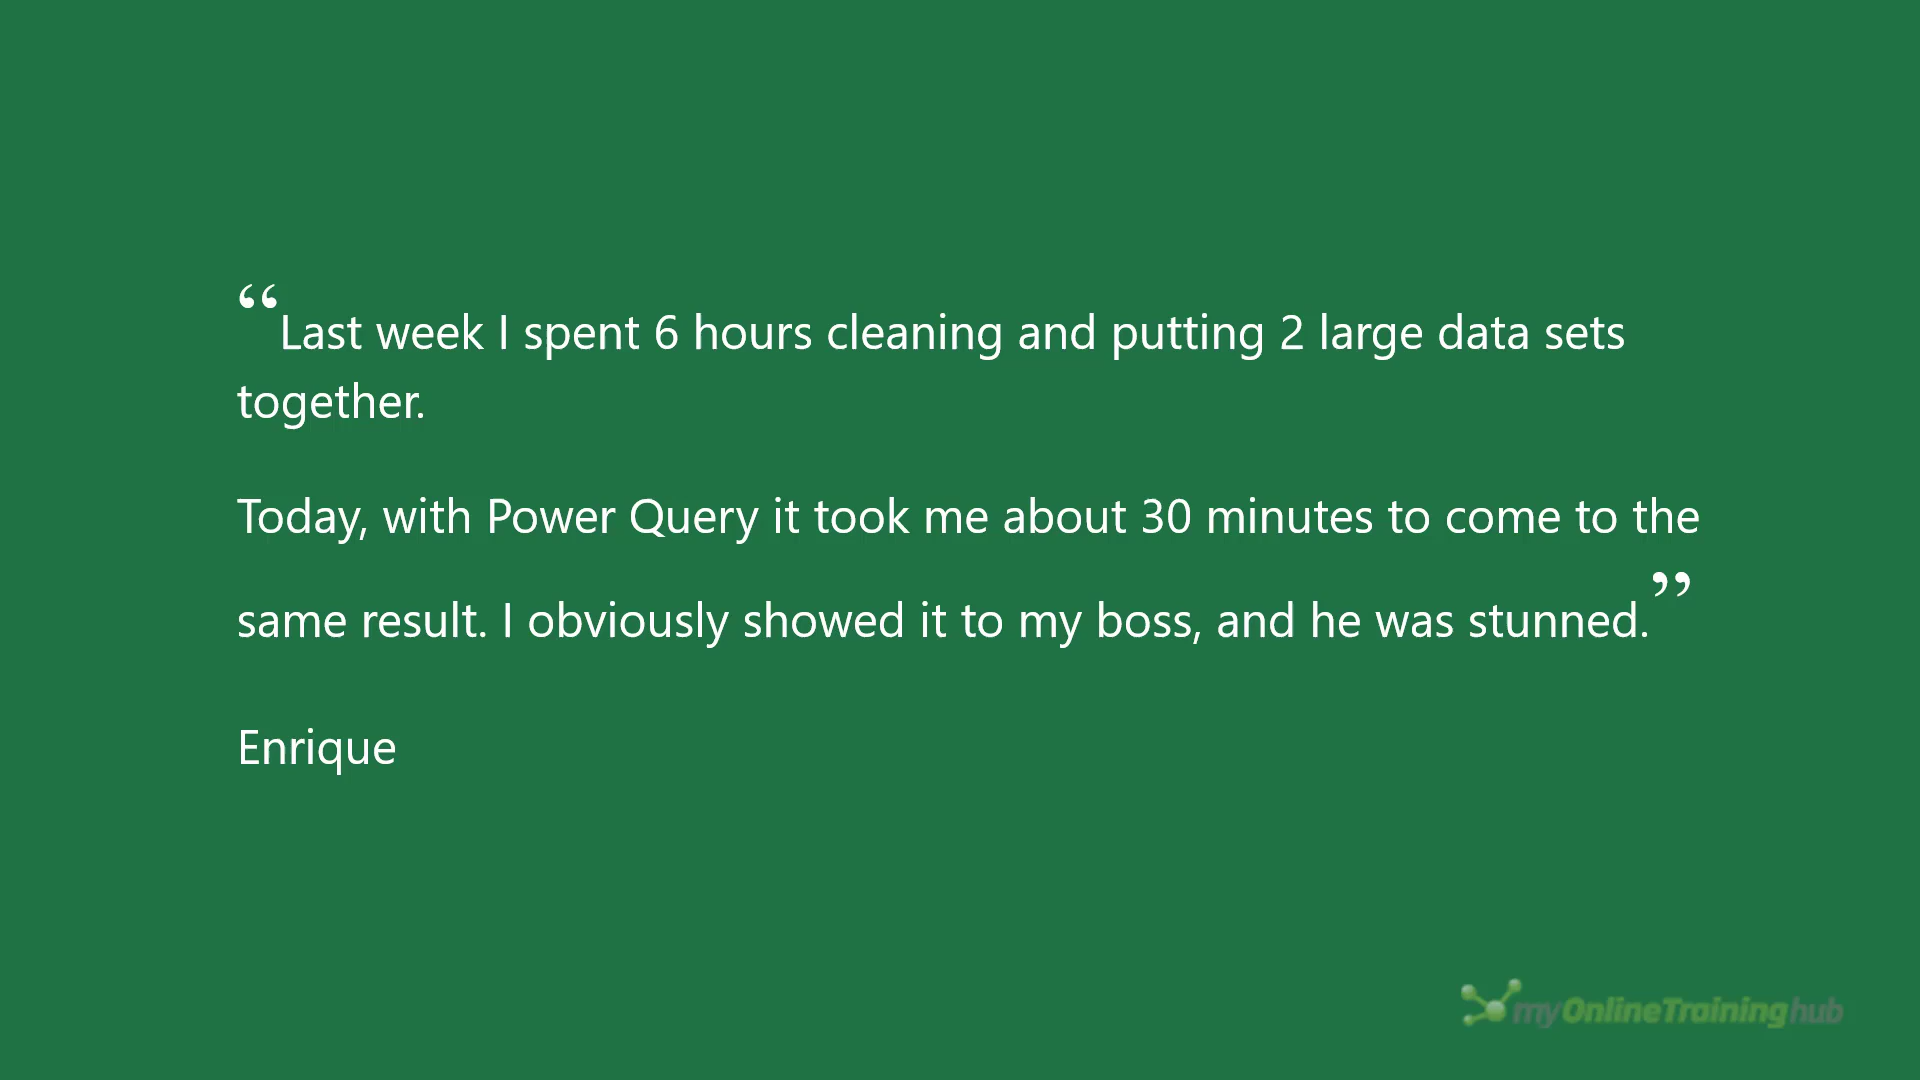 “Last week I spent 6 hours cleaning and putting 2 large data sets
together.
Today, with Power Query it took me about 30 minutes to come to the
same result. I obviously showed it to my boss, and he was stunned.”
Enrique
myOnlineTraininghub